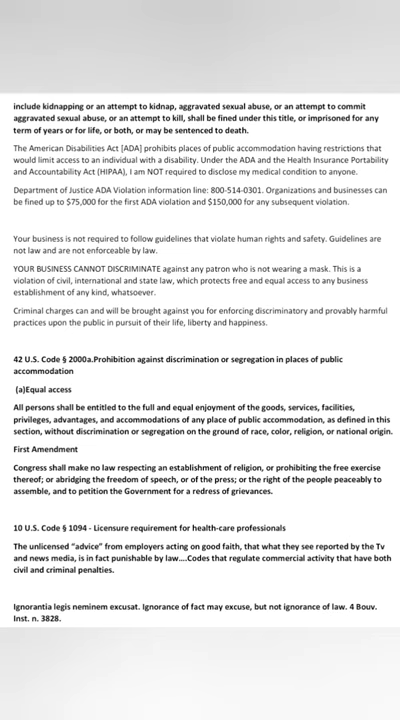 include kidnapping or an attempt to kidnap, aggravated sexual abuse, or an attempt to commit
aggravated sexual abuse, or an attempt to kill, shall be fined under this title, or imprisoned for any
term of years or for life, or both, or may be sentenced to death.
The American Disabilities Act [ADA] prohibits places of public accommodation having restrictions that
would limit access to an individual with a disability. Under the ADA and the Health Insurance Portability
and Accountability Act (HIPAA), I am NOT required to disclose my medical condition to anyone.
Department of Justice ADA Violation information line: 800-514-0301. Organizations and businesses can
be fined up to $75,000 for the first ADA violation and $150,000 for any subsequent violation.
Your business is not required to follow guidelines that violate human rights and safety. Guidelines are
not law and are not enforceable by law.
YOUR BUSINESS CANNOT DISCRIMINATE against any patron who is not wearing a mask. This is a
violation of civil, international and state law, which protects free and equal access to any business
establishment of any kind, whatsoever.
Criminal charges can and will be brought against you for enforcing discriminatory and provably harmful
practices upon the public in pursuit of their life, liberty and happiness.
42 U.S. Code § 2000a.Prohibition against discrimination or segregation in places of public
accommodation
(a)Equal access
All persons shall be entitled to the full and equal enjoyment of the goods, services, facilities,
privileges, advantages, and accommodations of any place of public accommodation, as defined in this
section, without discrimination or segregation on the ground of race, color, religion, or national origin.
First Amendment
Congress shall make no law respecting an establishment of religion, or prohibiting the free exercise
thereof; or abridging the freedom of speech, or of the press; or the right of the people peaceably to
assemble, and to petition the Government for a redress of grievances.
10 U.S. Code § 1094 - Licensure requirement for health-care professionals
The unlicensed “advice” from employers acting on good faith, that what they see reported by the Tv
and news media, is in fact punishable by law....Codes that regulate commercial activity that have both
civil and criminal penalties.
Ignorantia legis neminem excusat. Ignorance of fact may excuse, but not ignorance of law. 4 Bouv.
Inst. n. 3828.